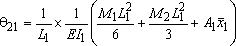 θ₂₁ = 1/L₁ × 1/EI₁ ( M₁L₁²/6 + M₂L₁²/3 + A₁x̄₁ )